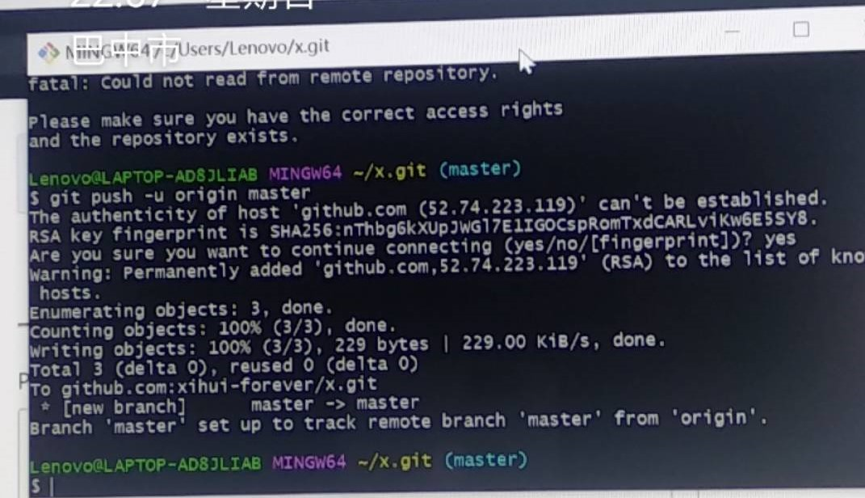 巴中市
MINGW64:/c/Users/Lenovo/x.git
fatal: Could not read from remote repository.
Please make sure you have the correct access rights
and the repository exists.
Lenovo@LAPTOP-AD8JLIAB MINGW64 ~/x.git (master)
$ git push -u origin master
The authenticity of host 'github.com (52.74.223.119)' can't be established.
RSA key fingerprint is SHA256:nThbg6kXUpJWGl7E1IGOCspRomTxdCARLviKw6E5SY8.
Are you sure you want to continue connecting (yes/no/[fingerprint])? yes
Warning: Permanently added 'github.com,52.74.223.119' (RSA) to the list of kno
hosts.
Enumerating objects: 3, done.
Counting objects: 100% (3/3), done.
Writing objects: 100% (3/3), 229 bytes | 229.00 KiB/s, done.
Total 3 (delta 0), reused 0 (delta 0)
To github.com:xihui-forever/x.git
* [new branch] master -> master
Branch 'master' set up to track remote branch 'master' from 'origin'.
Lenovo@LAPTOP-AD8JLIAB MINGW64 ~/x.git (master)
$